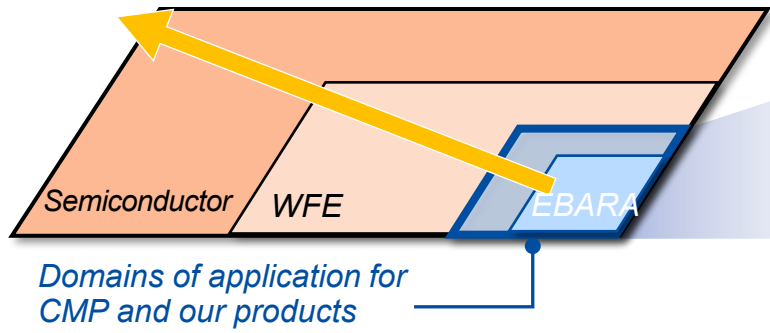 Semiconductor
WFE
EBARA
Domains of application for
CMP and our products